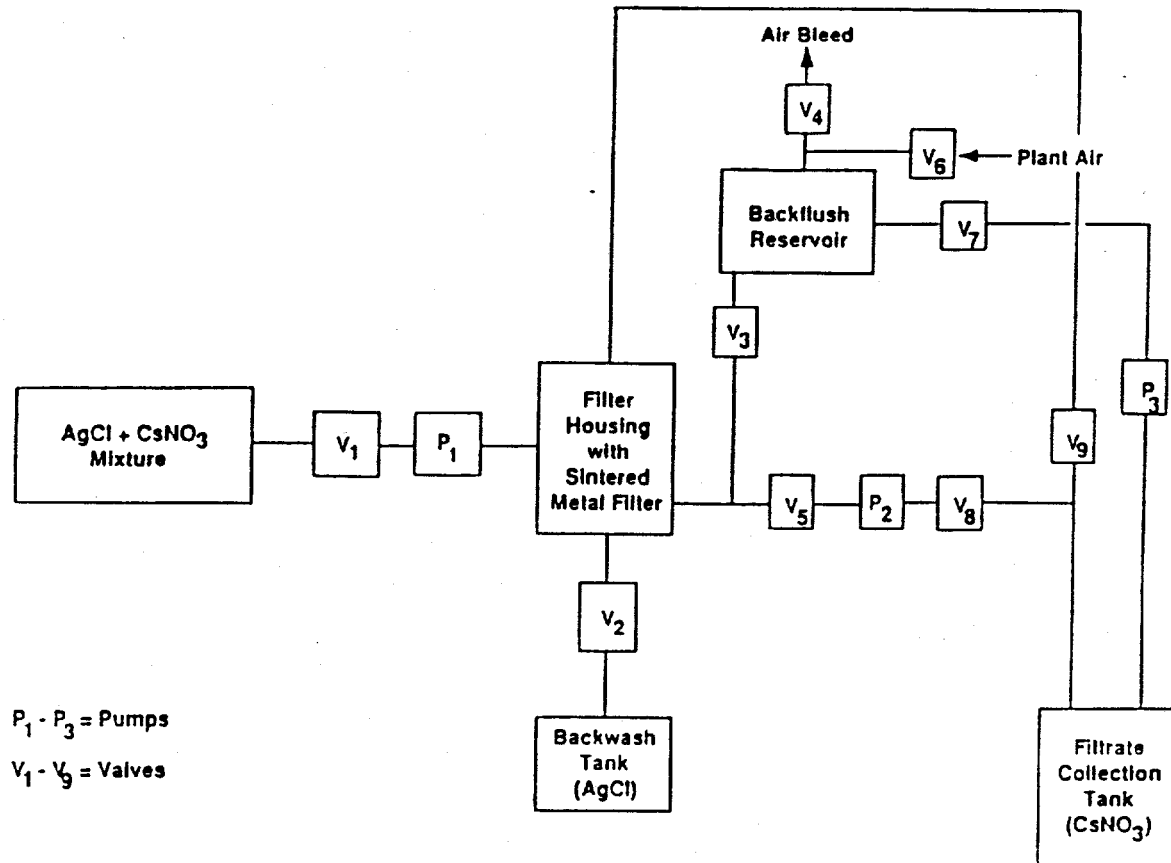 Air Bleed
V4
V6
Plant Air
Backflush
Reservoir
V7
V3
P3
Filter
Housing
with
Sintered
Metal Filter
AgCl + CsNO3
Mixture
V1
P1
V9
V5
P2
V8
V2
P1 - P3 = Pumps
V1 - V9 = Valves
Backwash
Tank
(AgCl)
Filtrate
Collection
Tank
(CsNO3)